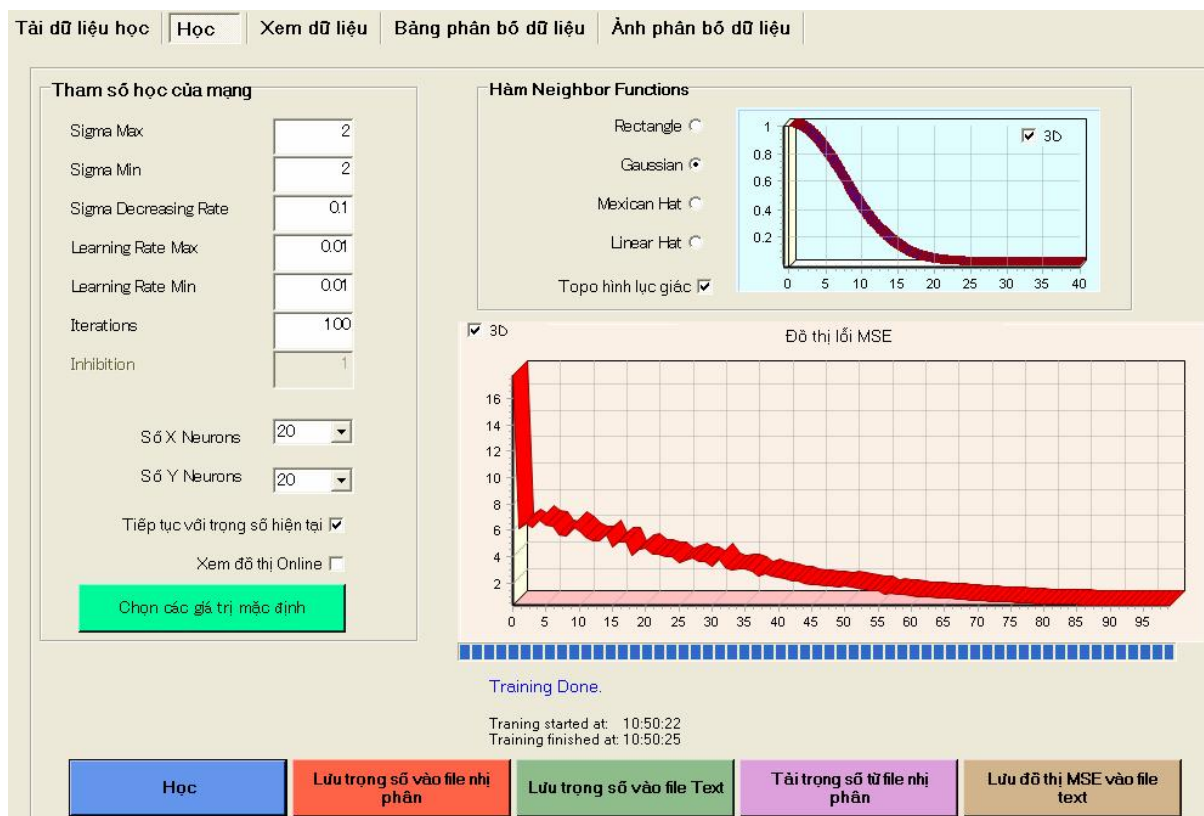 Tải dữ liệu học
Học
Xem dữ liệu
Bảng phân bố dữ liệu
Ảnh phân bố dữ liệu
Tham số học của mạng
Sigma Max 2
Sigma Min 2
Sigma Decreasing Rate 0.1
Learning Rate Max 0.01
Learning Rate Min 0.01
Iterations 100
Inhibition 1
Số X Neurons 20
Số Y Neurons 20
Tiếp tục với trọng số hiện tại
Xem đồ thị Online
Chọn các giá trị mặc định
Hàm Neighbor Functions
Rectangle
Gaussian
Mexican Hat
Linear Hat
Topo hình lục giác
3D
1
0.8
0.6
0.4
0.2
0 5 10 15 20 25 30 35 40
3D
Đồ thị lỗi MSE
16
14
12
10
8
6
4
2
0 5 10 15 20 25 30 35 40 45 50 55 60 65 70 75 80 85 90 95
Training Done.
Traning started at: 10:50:22
Training finished at: 10:50:25
Học
Lưu trọng số vào file nhị
phân
Lưu trọng số vào file Text
Tải trọng số từ file nhị
phân
Lưu đồ thị MSE vào file
text